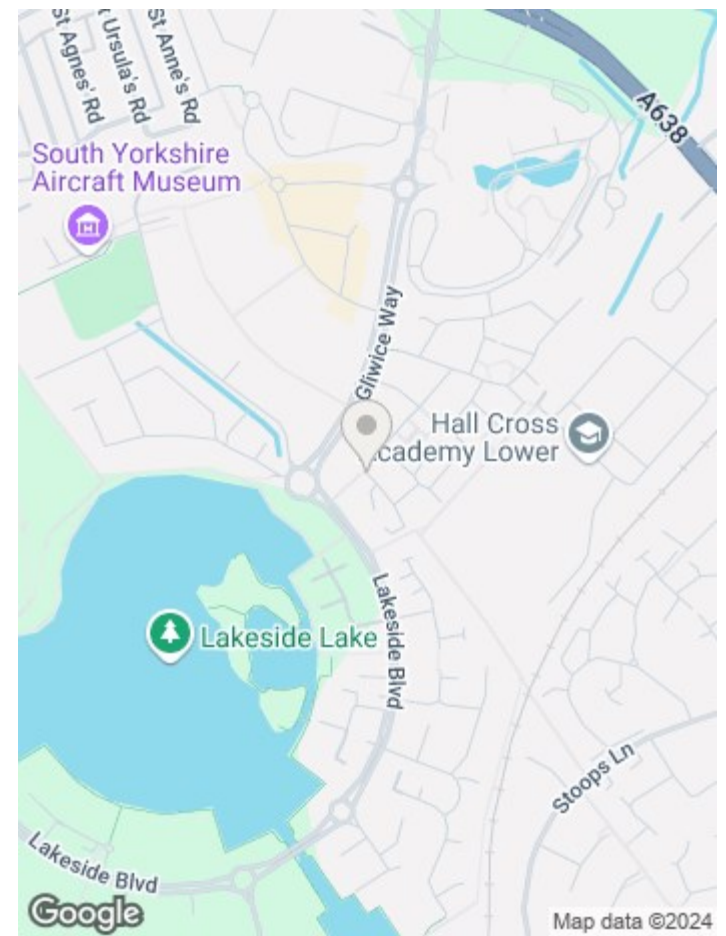 St Agnes' Rd
t Ursula's Rd
St Anne's Rd
A638
South Yorkshire
Aircraft Museum
Gliwice Way
Hall Cross
cademy Lower
Lakeside Blvd
Lakeside Lake
Stoops Ln
Lakeside Blvd
Google
Map data ©2024